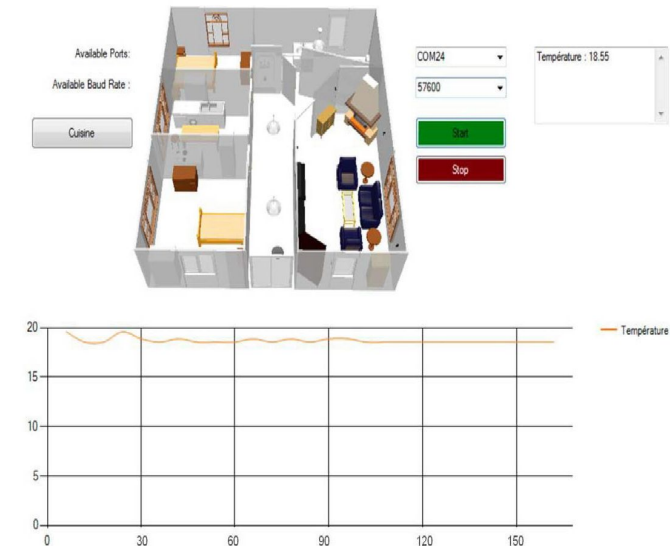 Available Ports:
COM24
Température : 18.55
Available Baud Rate :
57600
Cuisine
Start
Stop
20
Température
15
10
5
0
0 30 60 90 120 150